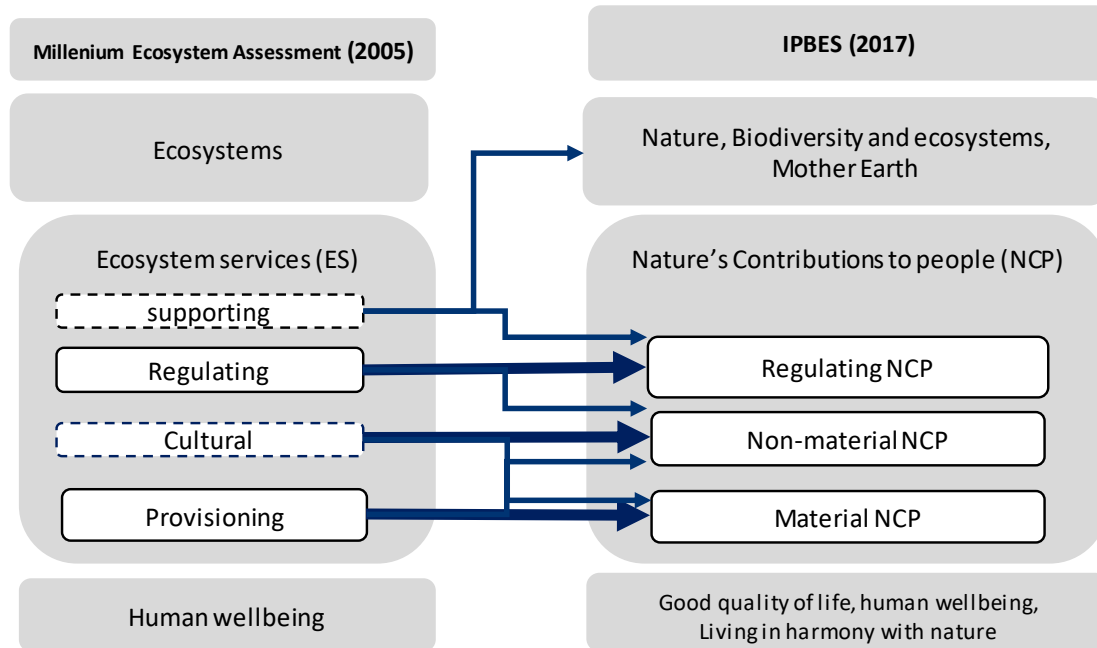 Millenium Ecosystem Assessment (2005)
Ecosystems
Ecosystem services (ES)
supporting
Regulating
Cultural
Provisioning
Human wellbeing
IPBES (2017)
Nature, Biodiversity and ecosystems,
Mother Earth
Nature's Contributions to people (NCP)
Regulating NCP
Non-material NCP
Material NCP
Good quality of life, human wellbeing,
Living in harmony with nature